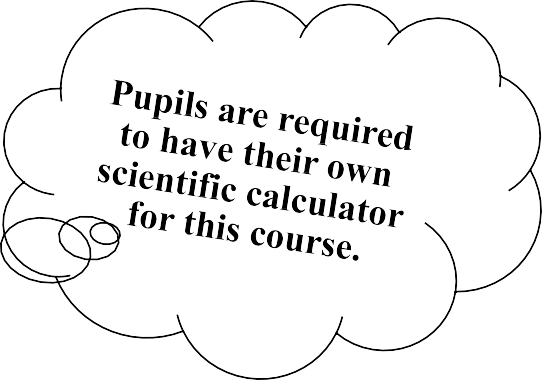 Pupils are required
to have their own
scientific calculator
for this course.